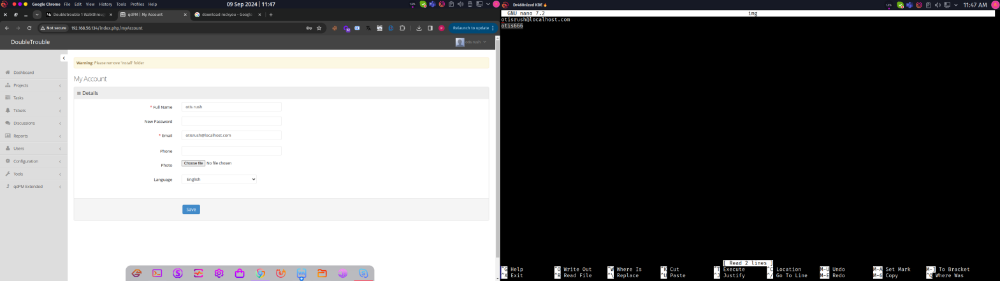 Google Chrome File Edit View History Tools Profiles Help 09 Sep 2024 | 11:47
Doubletrouble 1 Walkthroug
qdPM | My Account
download rockyou - Google
Not secure 192.168.56.134/index.php/myAccount Relaunch to update
DoubleTrouble
otis rush
Warning: Please remove 'install' folder
My Account
Dashboard
Projects
Tasks
Tickets
Discussions
Reports
Users
Configuration
Tools
qdPM Extended
Details
* Full Name otis rush
New Password
* Email otisrush@localhost.com
Phone
Photo Choose file No file chosen
Language English
Save
Dr460nized KDE 11:47 AM
GNU nano 7.2 img
otisrush@localhost.com
otis666
[ Read 2 lines ]
^G Help ^O Write Out ^W Where Is ^K Cut ^T Execute ^C Location M-U Undo M-A Set Mark M-] To Bracket
^X Exit ^R Read File ^\ Replace ^U Paste ^J Justify ^/ Go To Line M-E Redo M-6 Copy ^Q Where Was